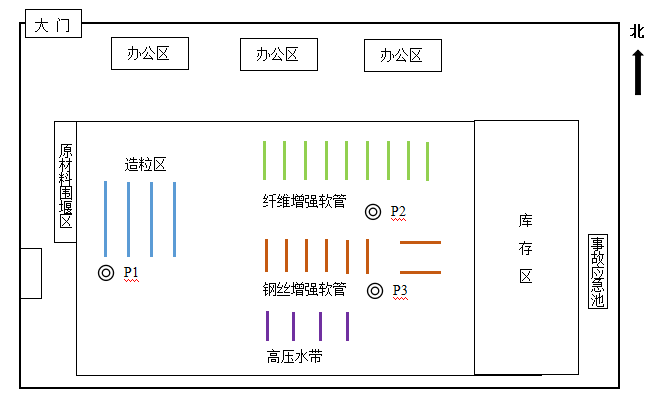 大 门
北
办公区
办公区
办公区
原材料围堰区
造粒区
纤维增强软管
P2
P1
钢丝增强软管
P3
高压水带
库存区
事故应急池